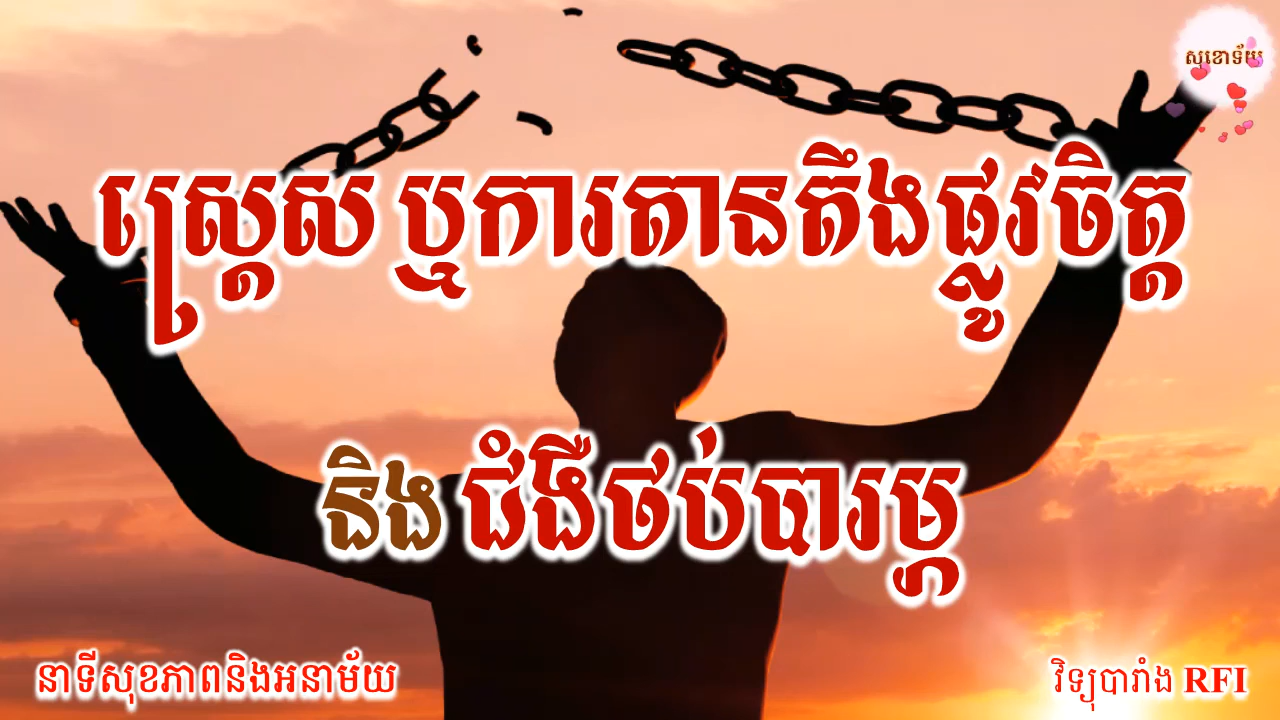 សុខោទ័យ
ស្ត្រេស ឬការតានតឹងផ្លូវចិត្ត
និង ជំងឺថប់បារម្ភ
នាទីសុខភាពនិងអនាម័យ
វិទ្យុបារាំង RFI